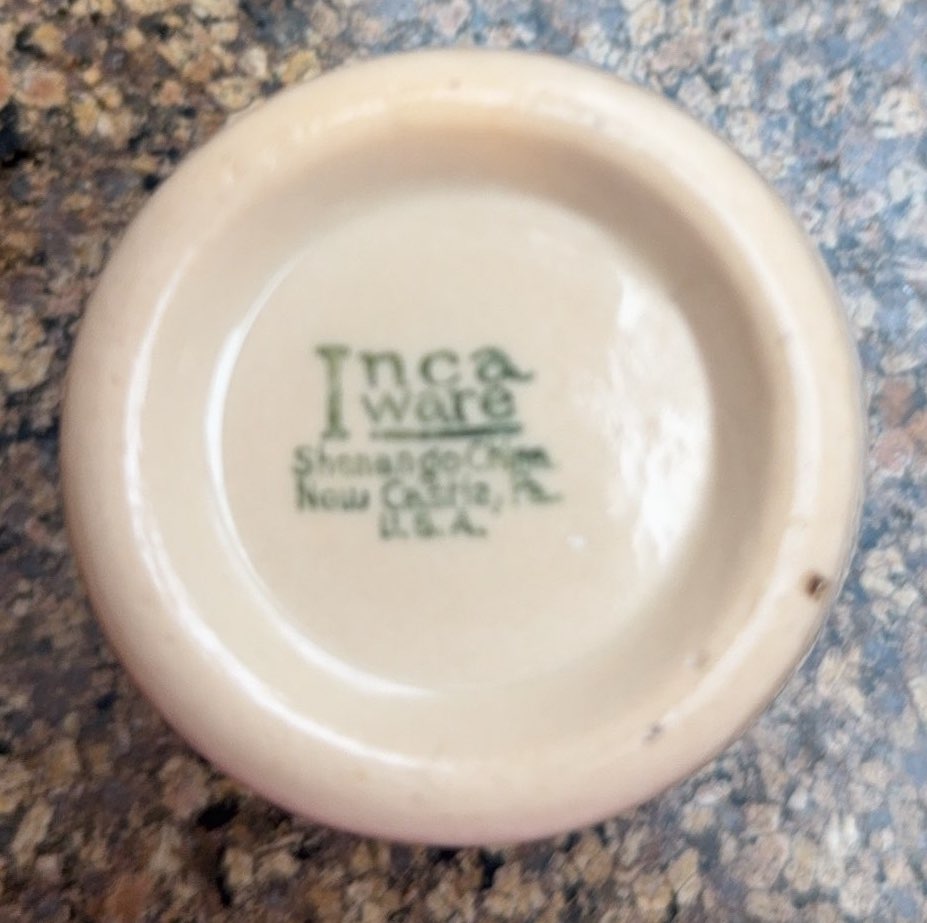 Inca
ware
Shenango China
New Castle, Pa.
U.S.A.